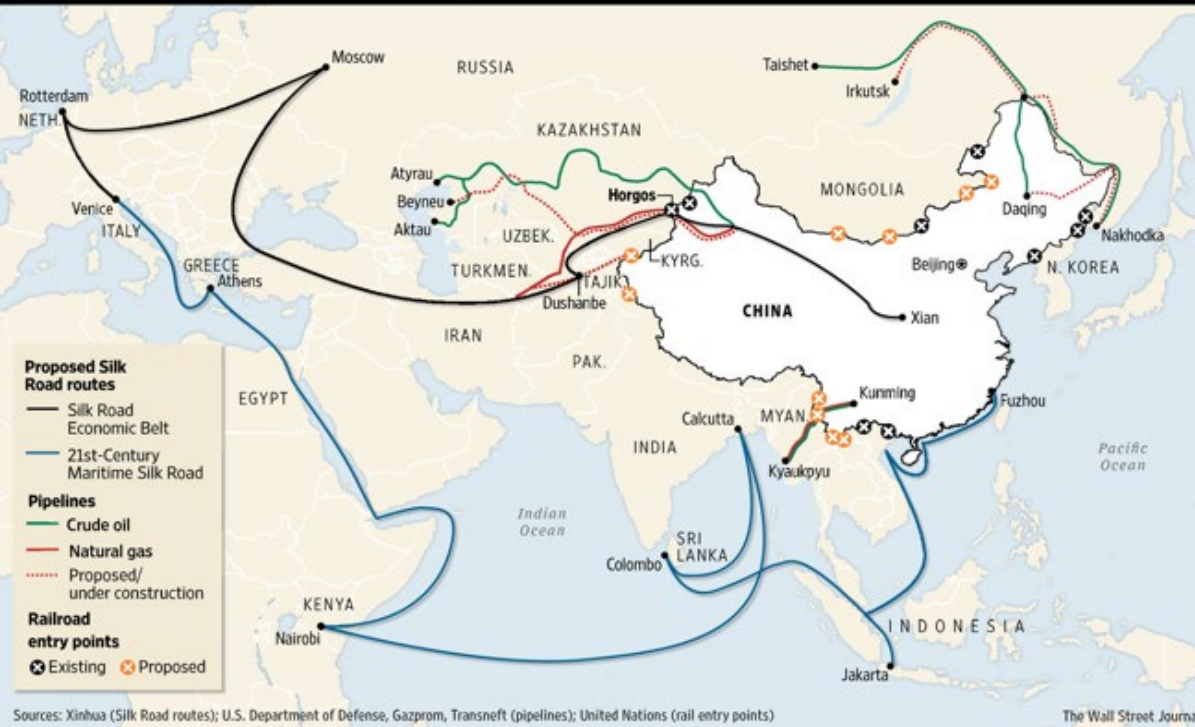 Moscow
RUSSIA
Taishet
Irkutsk
Rotterdam
NETH.
KAZAKHSTAN
Atyrau
Beyneu
Aktau
Horgos
MONGOLIA
Daqing
Nakhodka
Venice
ITALY
UZBEK.
KYRG.
Beijing
N. KOREA
GREECE
Athens
TURKMEN.
TAJIK.
Dushanbe
CHINA
Xian
IRAN
PAK.
EGYPT
Calcutta
MYAN.
Kunming
Fuzhou
INDIA
Kyaukpyu
Pacific
Ocean
Indian
Ocean
SRI
LANKA
Colombo
KENYA
Nairobi
INDONESIA
Jakarta
Proposed Silk
Road routes
Silk Road
Economic Belt
21st-Century
Maritime Silk Road
Pipelines
Crude oil
Natural gas
Proposed/
under construction
Railroad
entry points
Existing
Proposed
Sources: Xinhua (Silk Road routes); U.S. Department of Defense, Gazprom, Transneft (pipelines); United Nations (rail entry points)
The Wall Street Journa